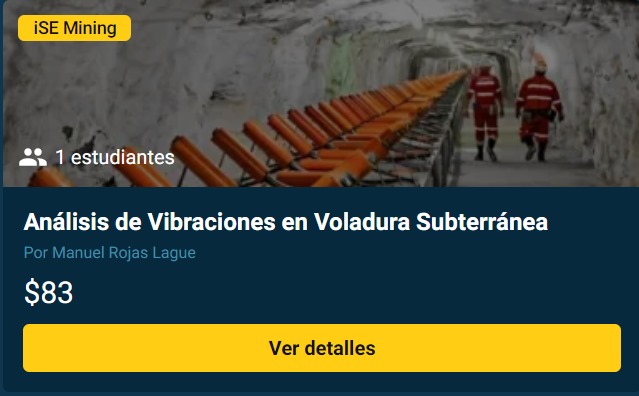 iSE Mining
1 estudiantes
Análisis de Vibraciones en Voladura Subterránea
Por Manuel Rojas Lague
$83
Ver detalles